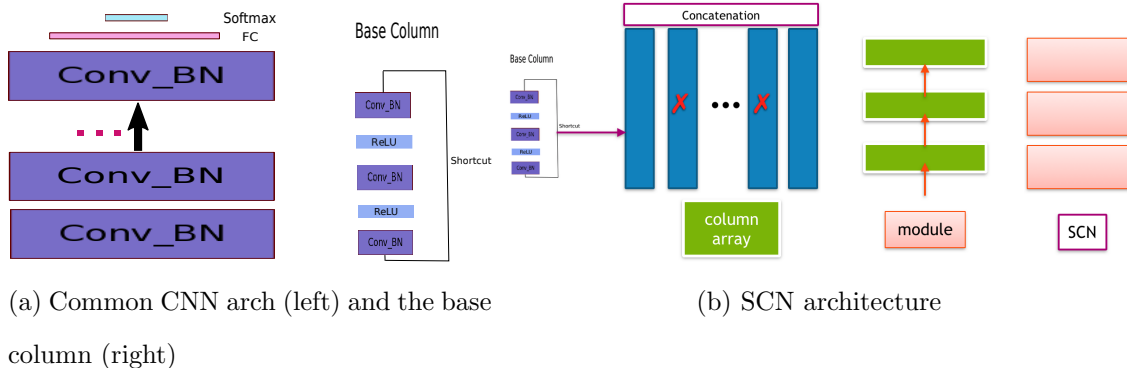 Softmax
FC
Conv_BN
Conv_BN
Conv_BN
Base Column
Conv_BN
ReLU
Conv_BN
ReLU
Conv_BN
Shortcut
Base Column
Conv_BN
ReLU
Conv_BN
ReLU
Conv_BN
Shortcut
Concatenation
✗ ... ✗
column
array
module
SCN
(a) Common CNN arch (left) and the base
column (right)
(b) SCN architecture